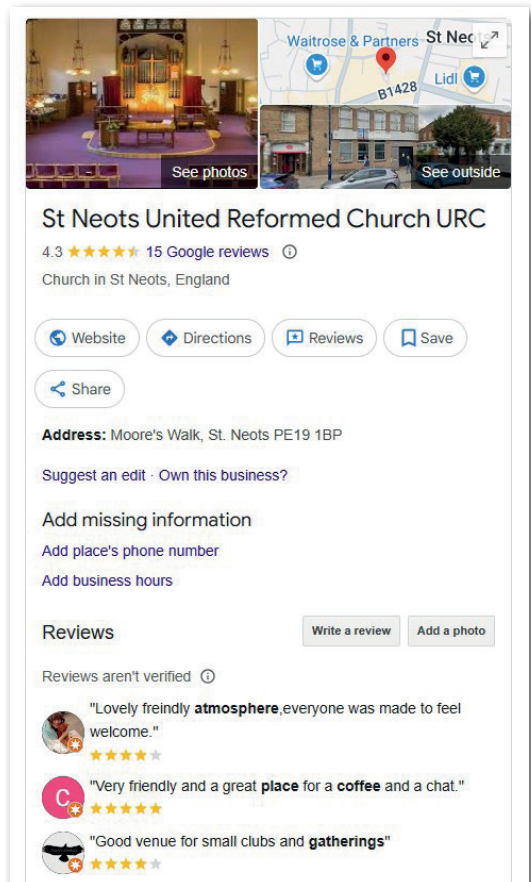 Waitrose & Partners
St Neots
B1428
Lidl
See photos
See outside
St Neots United Reformed Church URC
4.3 15 Google reviews
Church in St Neots, England
Website
Directions
Reviews
Save
Share
Address: Moore's Walk, St. Neots PE19 1BP
Suggest an edit · Own this business?
Add missing information
Add place's phone number
Add business hours
Reviews
Write a review
Add a photo
Reviews aren't verified
"Lovely freindly atmosphere,everyone was made to feel
welcome."
C
"Very friendly and a great place for a coffee and a chat."
"Good venue for small clubs and gatherings"